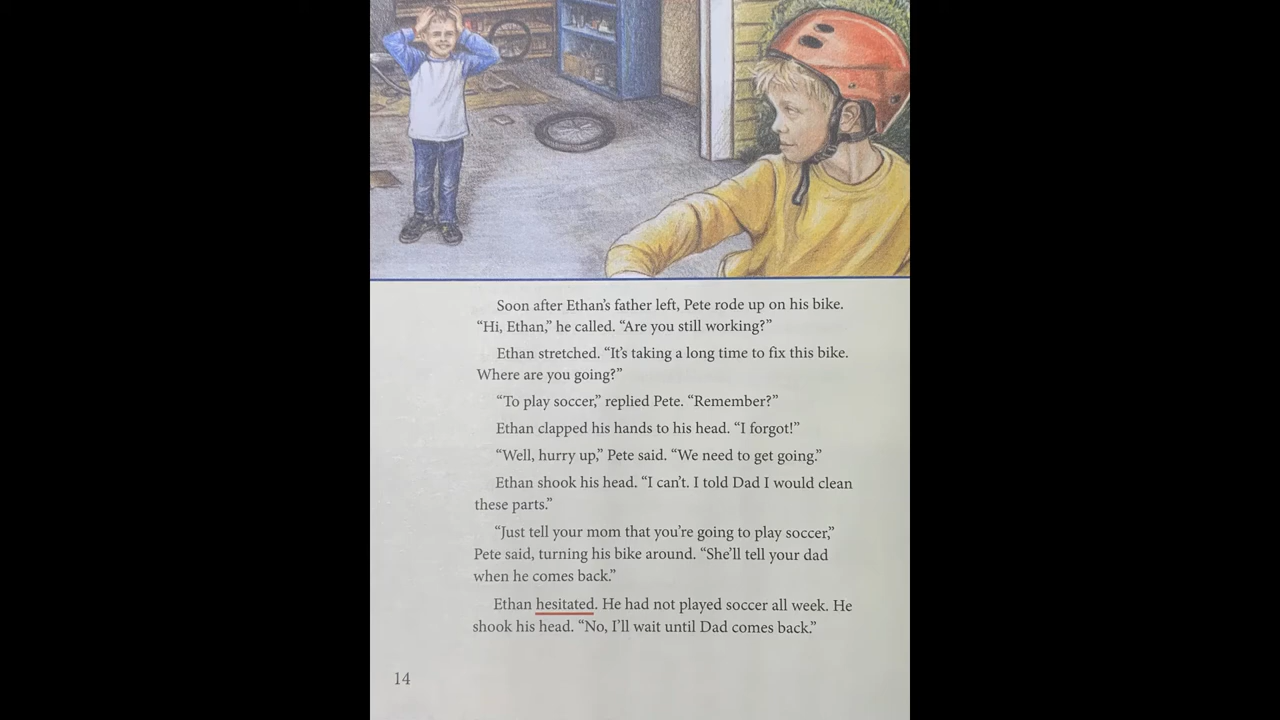 Soon after Ethan's father left, Pete rode up on his bike.
“Hi, Ethan,” he called. “Are you still working?”
Ethan stretched. “It's taking a long time to fix this bike.
Where are you going?”
“To play soccer,” replied Pete. “Remember?”
Ethan clapped his hands to his head. “I forgot!”
“Well, hurry up,” Pete said. “We need to get going.”
Ethan shook his head. “I can't. I told Dad I would clean
these parts.”
“Just tell your mom that you're going to play soccer,”
Pete said, turning his bike around. “She'll tell your dad
when he comes back.”
Ethan hesitated. He had not played soccer all week. He
shook his head. “No, I'll wait until Dad comes back.”
14